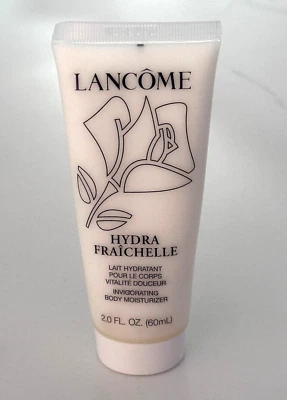 LANCÔME
HYDRA
FRAÎCHELLE
LAIT HYDRATANT
POUR LE CORPS
VITALITÉ DOUCEUR
INVIGORATING
BODY MOISTURIZER
2.0 FL. OZ. (60mL)